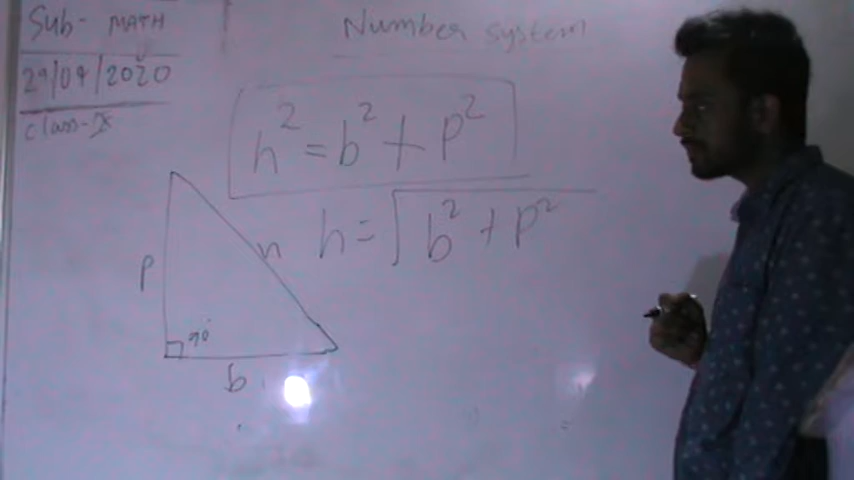 Sub- MATH
29/04/2020
Class-IX
Number system
h² = b² + p²
h = √b² + p²
p
h
90°
b